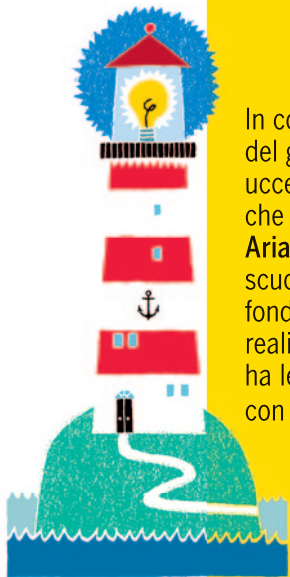 In co
del g
ucce
che
Aria
scuo
fond
reali
ha le
con